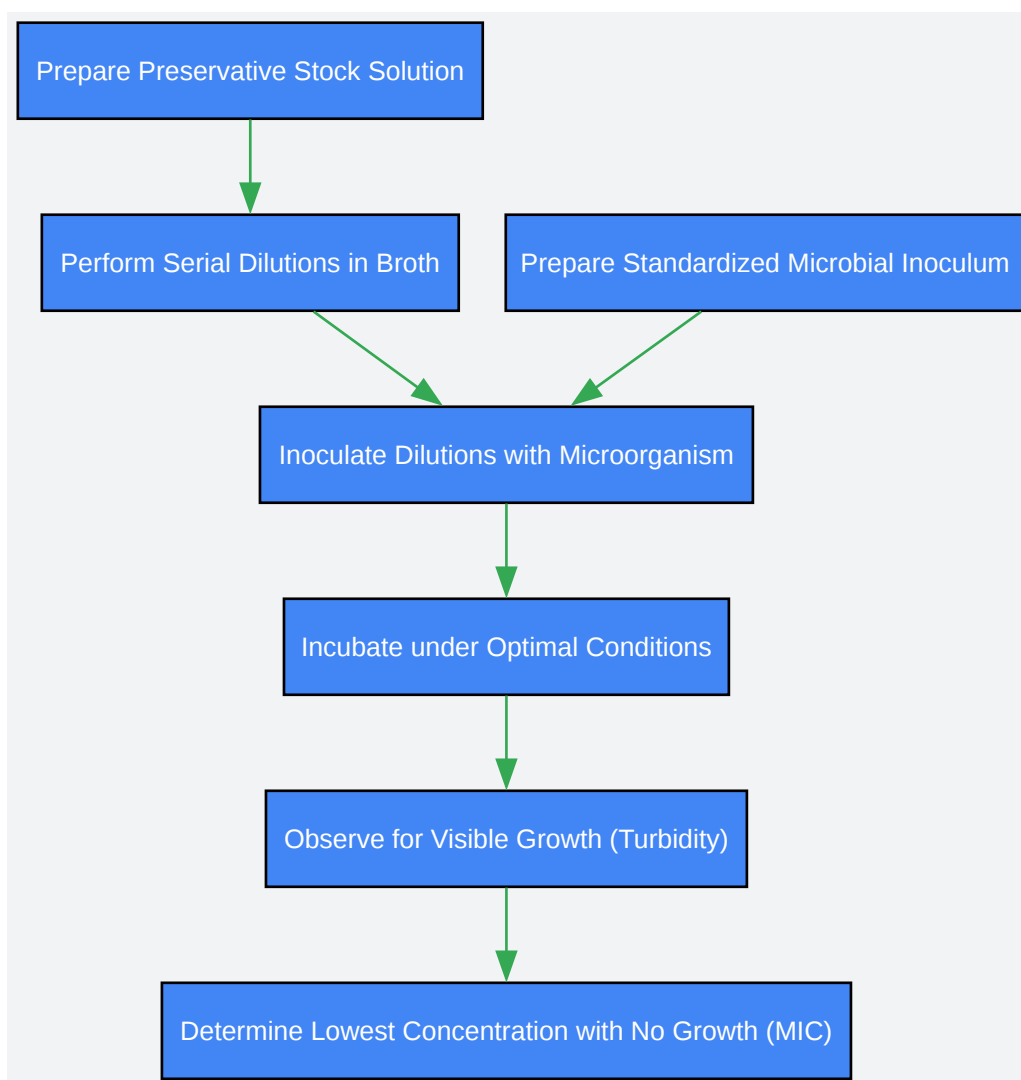 Prepare Preservative Stock Solution
Perform Serial Dilutions in Broth
Prepare Standardized Microbial Inoculum
Inoculate Dilutions with Microorganism
Incubate under Optimal Conditions
Observe for Visible Growth (Turbidity)
Determine Lowest Concentration with No Growth (MIC)